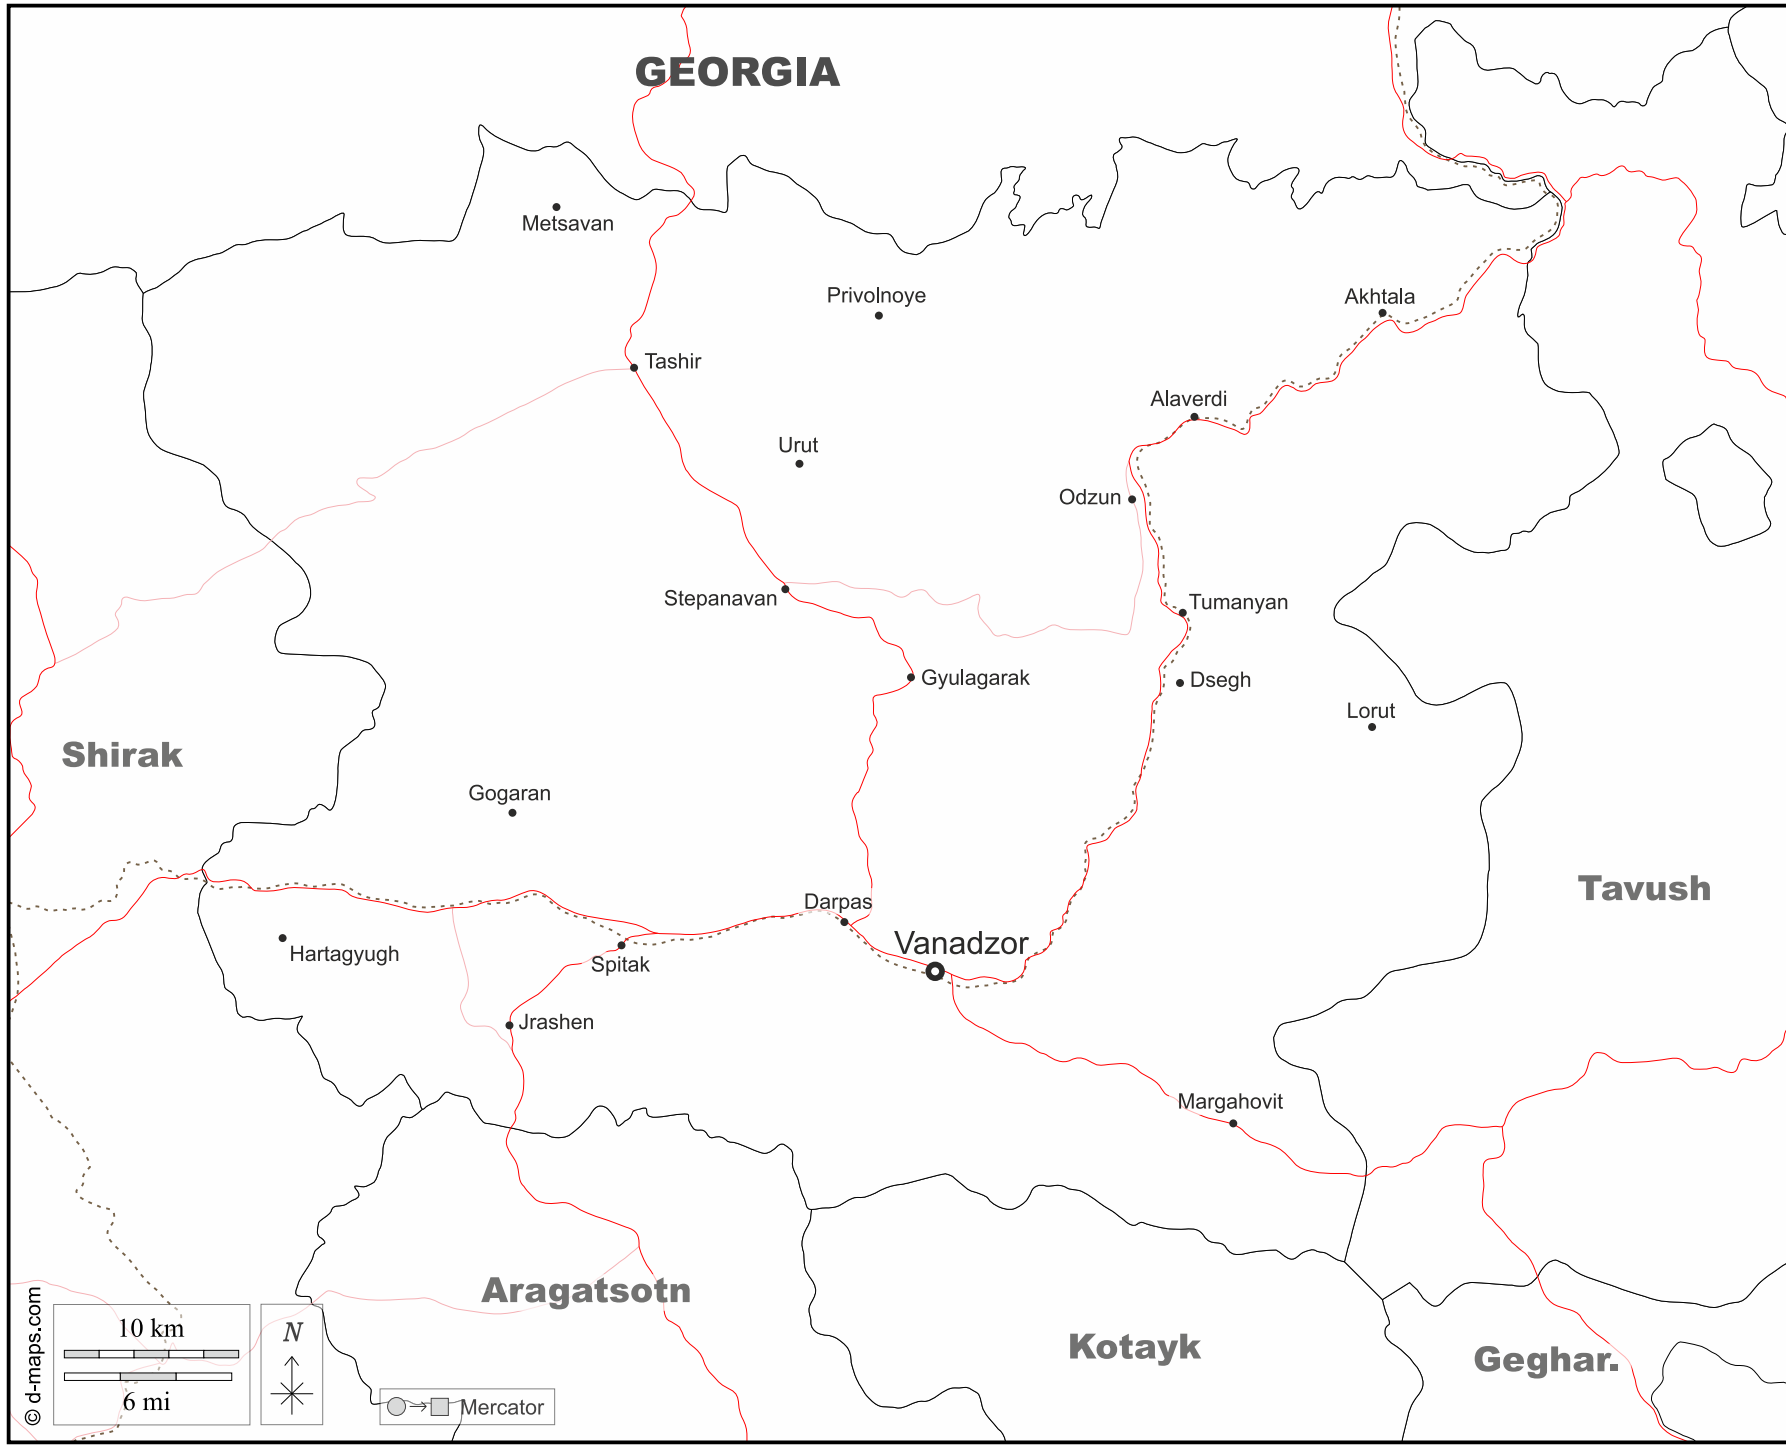 GEORGIA
Metsavan
Privolnoye
Akhtala
Tashir
Alaverdi
Urut
Odzun
Stepanavan
Tumanyan
Gyulagarak
Dsegh
Lorut
Shirak
Gogaran
Tavush
Darpas
Vanadzor
Hartagyugh
Spitak
Jrashen
Margahovit
Aragatsotn
Kotayk
Geghar.
© d-maps.com
10 km
6 mi
N
Mercator